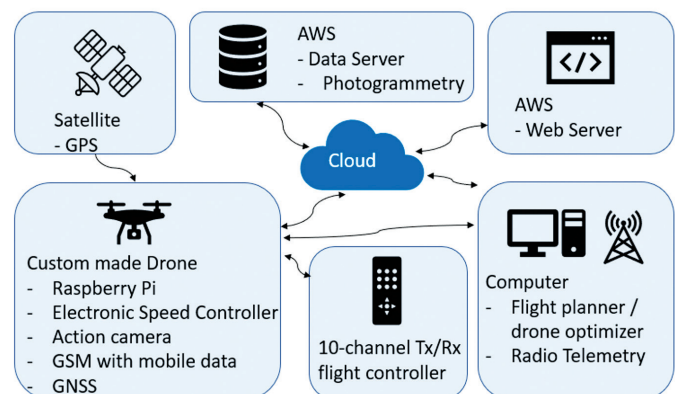 Satellite
- GPS
AWS
- Data Server
- Photogrammetry
</>
AWS
- Web Server
Cloud
Custom made Drone
- Raspberry Pi
- Electronic Speed Controller
- Action camera
- GSM with mobile data
- GNSS
10-channel Tx/Rx
flight controller
Computer
- Flight planner /
drone optimizer
- Radio Telemetry